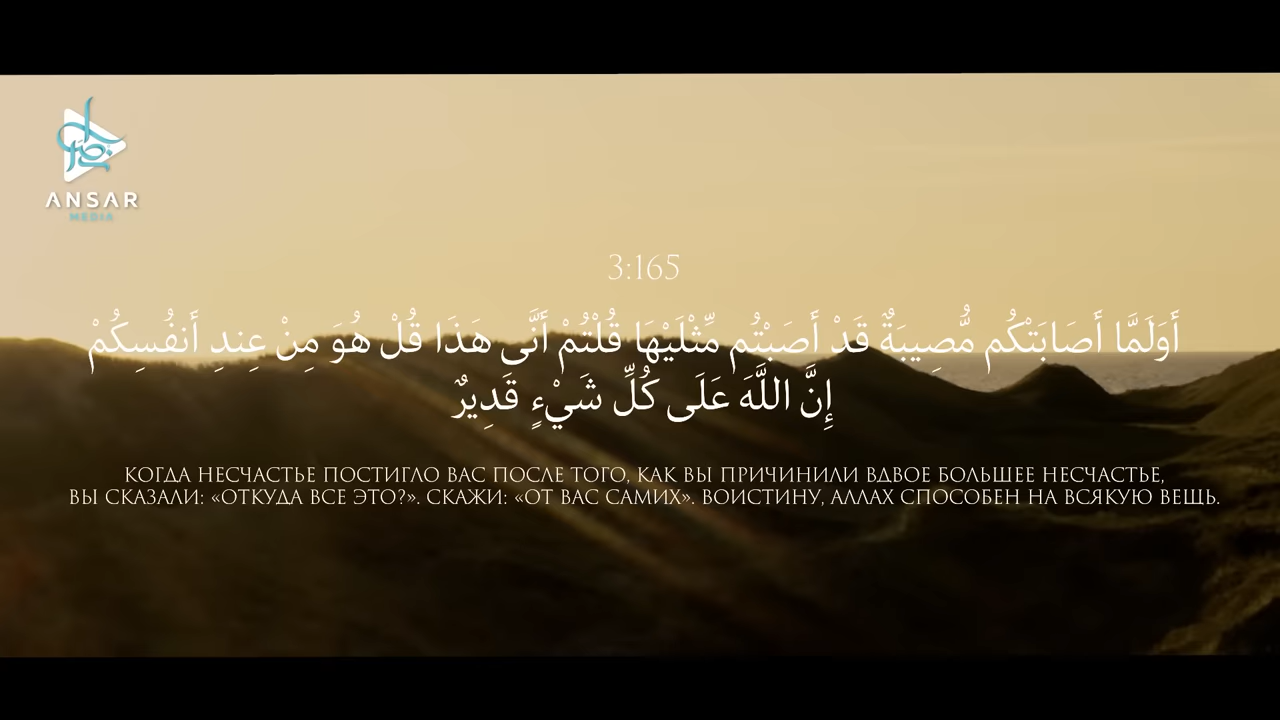 ANSAR
MEDIA
3:165
أَوَلَمَّا أَصَابَتْكُم مُّصِيبَةٌ قَدْ أَصَبْتُم مِّثْلَيْهَا قُلْتُمْ أَنَّى هَذَا قُلْ هُوَ مِنْ عِندِ أَنفُسِكُمْ
إِنَّ اللَّهَ عَلَى كُلِّ شَيْءٍ قَدِيرٌ
КОГДА НЕСЧАСТЬЕ ПОСТИГЛО ВАС ПОСЛЕ ТОГО, КАК ВЫ ПРИЧИНИЛИ ВДВОЕ БОЛЬШЕЕ НЕСЧАСТЬЕ,
ВЫ СКАЗАЛИ: «ОТКУДА ВСЕ ЭТО?». СКАЖИ: «ОТ ВАС САМИХ». ВОИСТИНУ, АЛЛАХ СПОСОБЕН НА ВСЯКУЮ ВЕЩЬ.